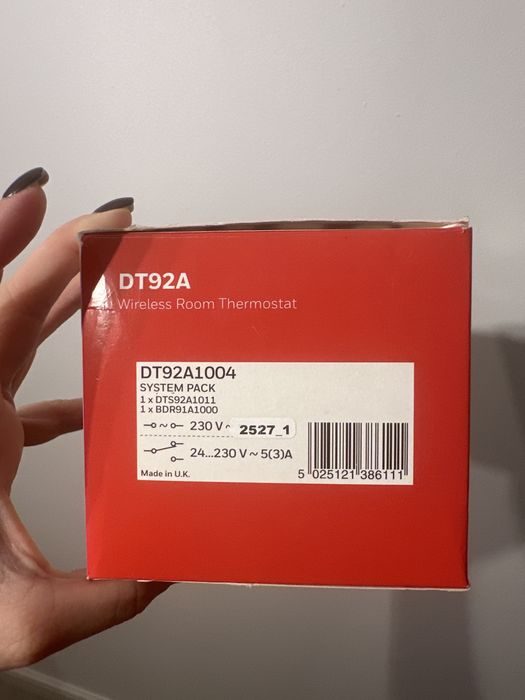 DT92A
Wireless Room Thermostat
DT92A1004
SYSTEM PACK
1 x DTS92A1011
1 x BDR91A1000
~ 230 V~ 2527_1
24...230 V ~ 5(3)A
Made in U.K.
5 025121 386111